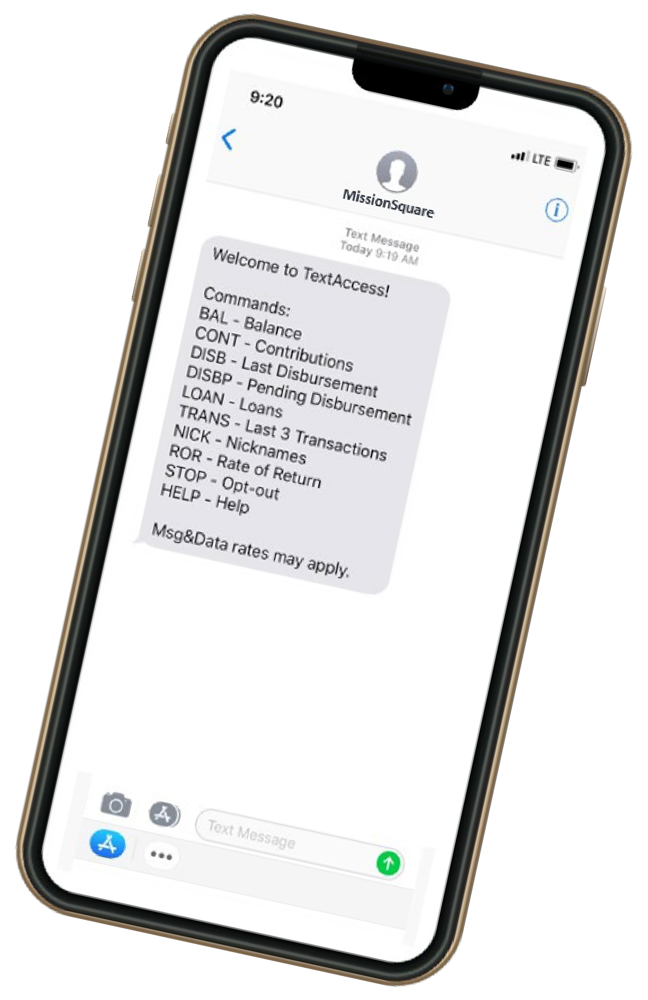 9:20
LTE
MissionSquare
Text Message
Today 9:19 AM
Welcome to TextAccess!
Commands:
BAL - Balance
CONT - Contributions
DISB - Last Disbursement
DISBP - Pending Disbursement
LOAN - Loans
TRANS - Last 3 Transactions
NICK - Nicknames
ROR - Rate of Return
STOP - Opt-out
HELP - Help
Msg&Data rates may apply.
Text Message